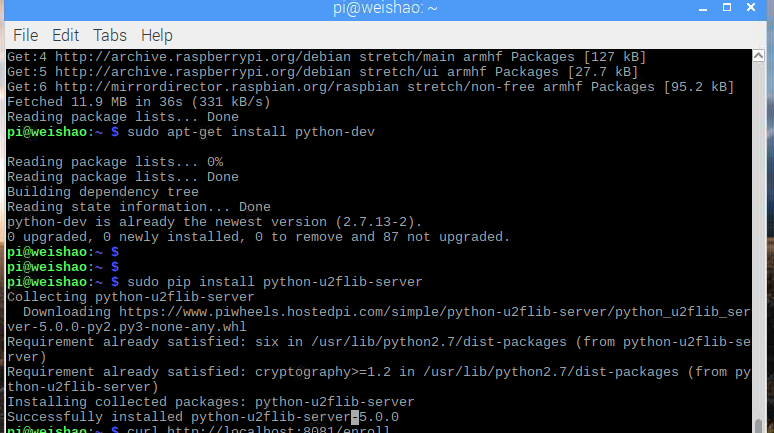 pi@weishao: ~
File Edit Tabs Help
Get:4 http://archive.raspberrypi.org/debian stretch/main armhf Packages [127 kB]
Get:5 http://archive.raspberrypi.org/debian stretch/ui armhf Packages [27.7 kB]
Get:6 http://mirrordirector.raspbian.org/raspbian stretch/non-free armhf Packages [95.2 kB]
Fetched 11.9 MB in 36s (331 kB/s)
Reading package lists... Done
pi@weishao:~ $ sudo apt-get install python-dev
Reading package lists... 0%
Reading package lists... Done
Building dependency tree
Reading state information... Done
python-dev is already the newest version (2.7.13-2).
0 upgraded, 0 newly installed, 0 to remove and 87 not upgraded.
pi@weishao:~ $
pi@weishao:~ $
pi@weishao:~ $ sudo pip install python-u2flib-server
Collecting python-u2flib-server
Downloading https://www.piwheels.hostedpi.com/simple/python-u2flib-server/python_u2flib_ser
ver-5.0.0-py2.py3-none-any.whl
Requirement already satisfied: six in /usr/lib/python2.7/dist-packages (from python-u2flib-se
rver)
Requirement already satisfied: cryptography>=1.2 in /usr/lib/python2.7/dist-packages (from py
thon-u2flib-server)
Installing collected packages: python-u2flib-server
Successfully installed python-u2flib-server-5.0.0
pi@weishao:~ $ curl http://localhost:8081/enroll